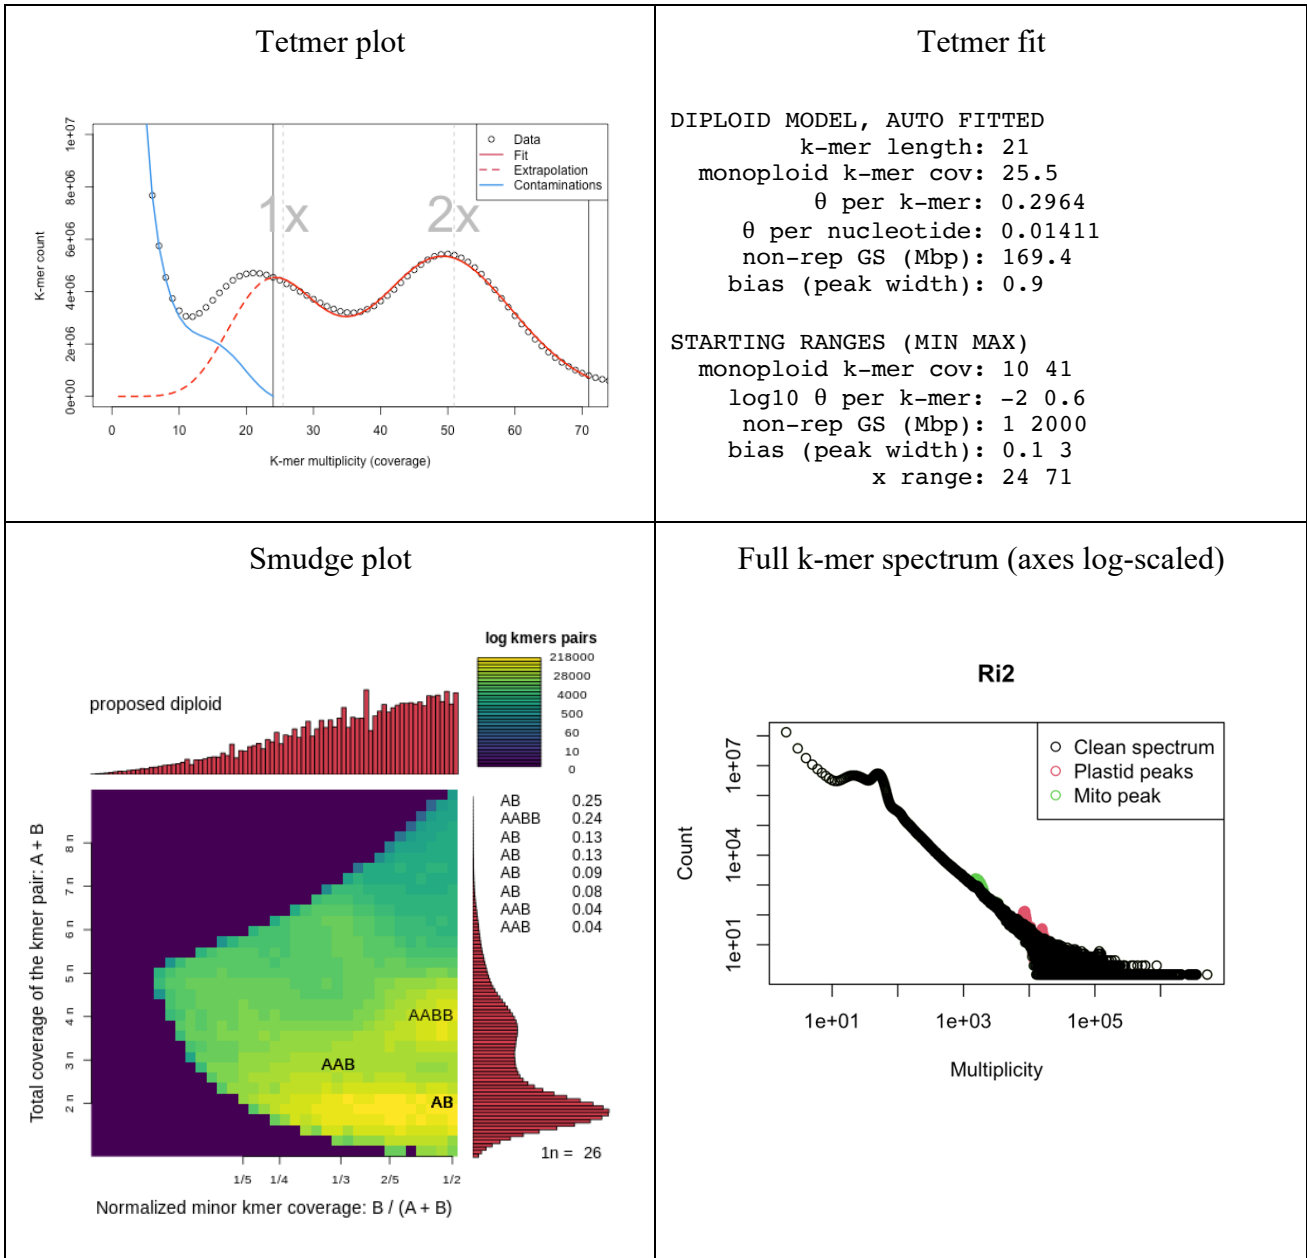 Tetmer plot
1e+07
8e+06
6e+06
4e+06
2e+06
0e+00
K-mer count
1x
2x
Data
Fit
Extrapolation
Contaminations
0 10 20 30 40 50 60 70
K-mer multiplicity (coverage)
Tetmer fit
DIPLOID MODEL, AUTO FITTED
k-mer length: 21
monoploid k-mer cov: 25.5
θ per k-mer: 0.2964
θ per nucleotide: 0.01411
non-rep GS (Mbp): 169.4
bias (peak width): 0.9
STARTING RANGES (MIN MAX)
monoploid k-mer cov: 10 41
log10 θ per k-mer: -2 0.6
non-rep GS (Mbp): 1 2000
bias (peak width): 0.1 3
x range: 24 71
Smudge plot
log kmers pairs
218000
28000
4000
500
60
10
0
proposed diploid
AB 0.25
AABB 0.24
AB 0.13
AB 0.13
AB 0.09
AB 0.08
AAB 0.04
AAB 0.04
Total coverage of the kmer pair: A + B
8 n
7 n
6 n
5 n
4 n
3 n
2 n
AABB
AAB
AB
1n = 26
1/5 1/4 1/3 2/5 1/2
Normalized minor kmer coverage: B / (A + B)
Full k-mer spectrum (axes log-scaled)
Ri2
Clean spectrum
Plastid peaks
Mito peak
Count
1e+07
1e+04
1e+01
1e+01 1e+03 1e+05
Multiplicity